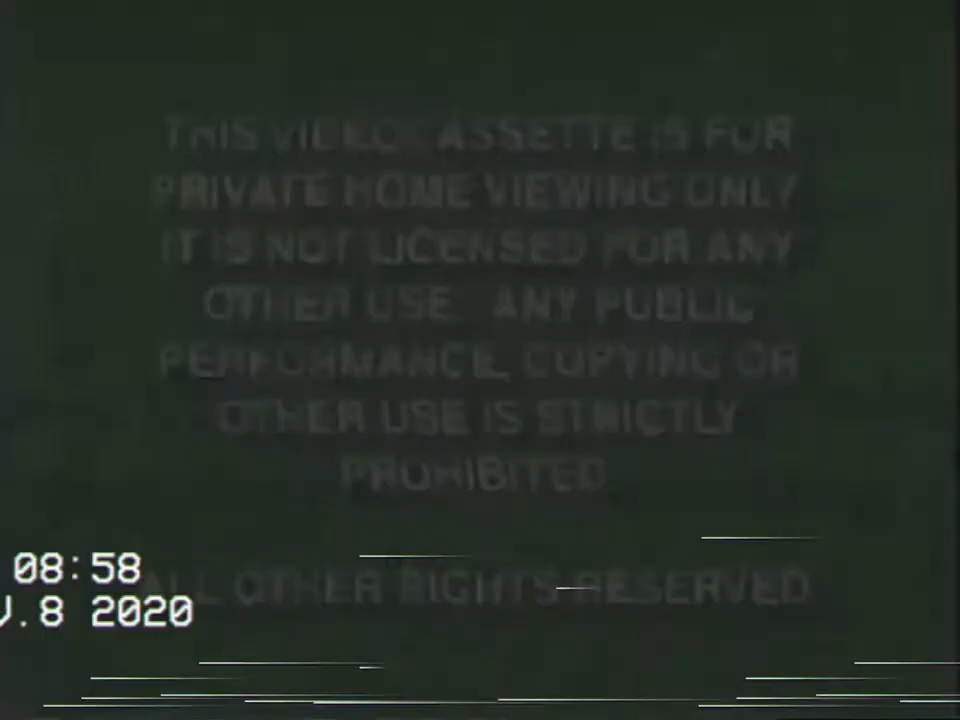 THIS VIDEOCASSETTE IS FOR
PRIVATE HOME VIEWING ONLY
IT IS NOT LICENSED FOR ANY
OTHER USE. ANY PUBLIC
PERFORMANCE, COPYING OR
OTHER USE IS STRICTLY
PROHIBITED
ALL OTHER RIGHTS RESERVED
08:58
V.8 2020